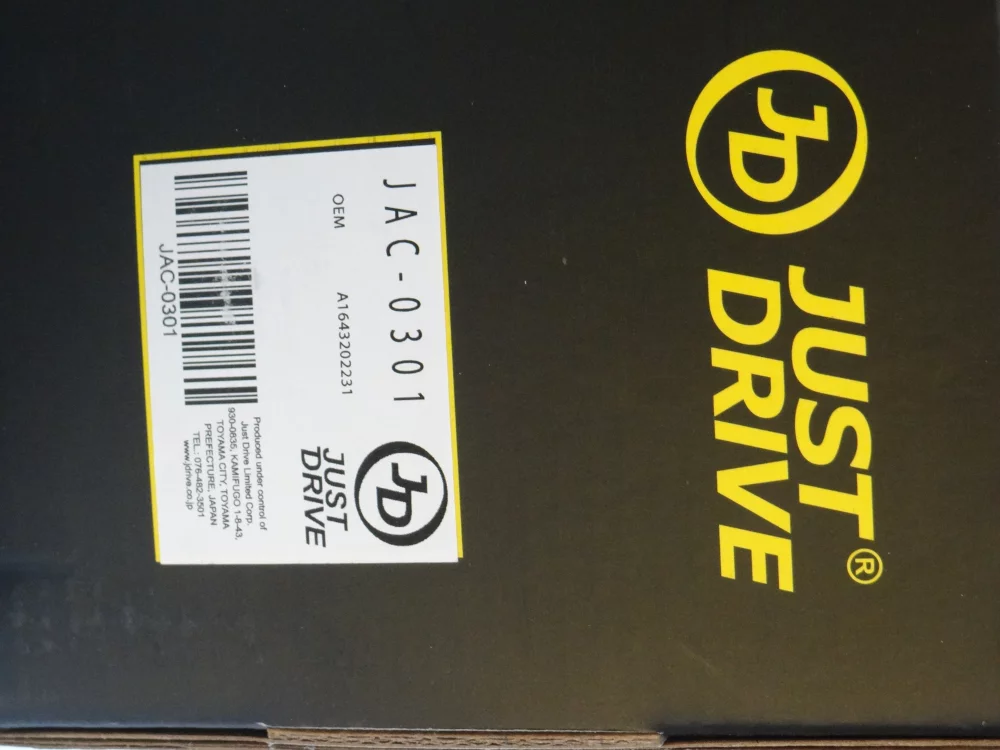 JD
JUST
DRIVE®
JAC-0301
OEM A1643202231
JD
JUST
DRIVE
JAC-0301
Produced under control of
Just Drive Limited Corp.
930-0835, KAMIFUGO 1-8-43,
TOYAMA CITY, TOYAMA
PREFECTURE, JAPAN
TEL.: 076-482-3501
www.jdrive.co.jp